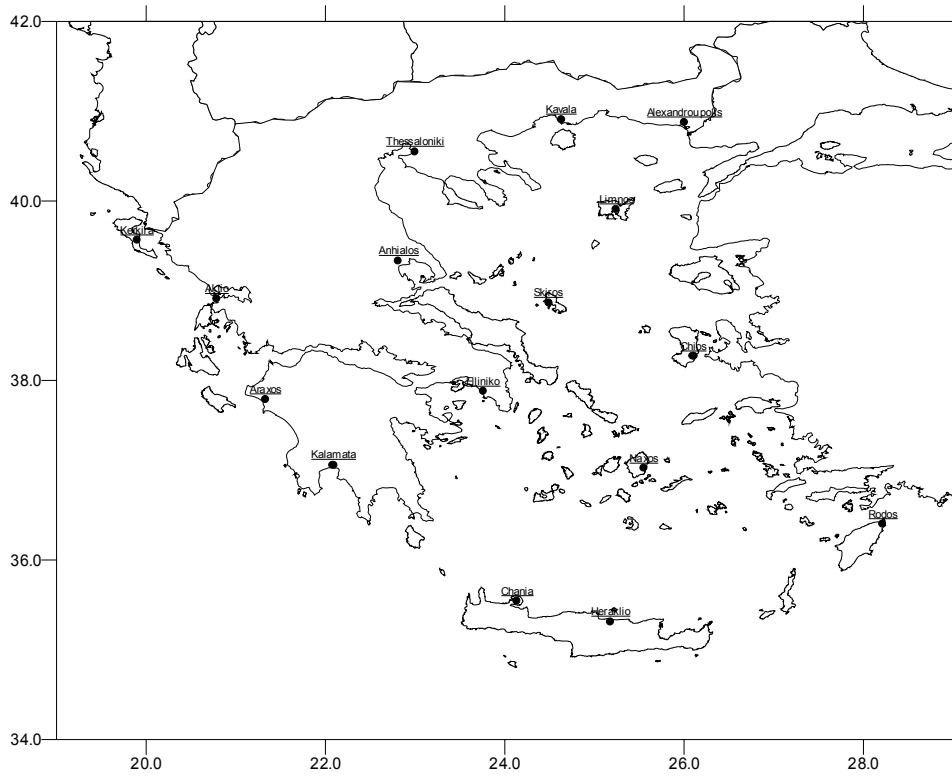 42.0
Kavala
Alexandroupolis
Thessaloniki
40.0
Limnos
Kerkira
Anhialos
Aktio
Skiros
Chios
38.0
Elliniko
Araxos
Kalamata
Naxos
Rodos
36.0
Chania
Heraklio
34.0
20.0 22.0 24.0 26.0 28.0